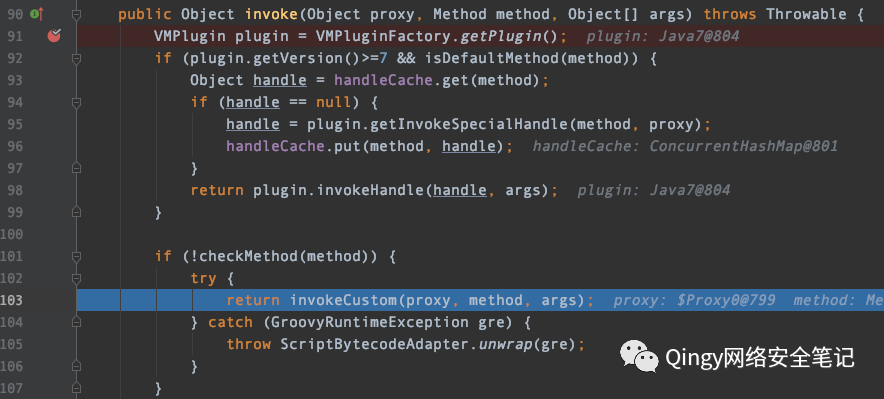 90 public Object invoke(Object proxy, Method method, Object[] args) throws Throwable {
91 VMPlugin plugin = VMPluginFactory.getPlugin(); plugin: Java7@804
92 if (plugin.getVersion()>=7 && isDefaultMethod(method)) {
93 Object handle = handleCache.get(method);
94 if (handle == null) {
95 handle = plugin.getInvokeSpecialHandle(method, proxy);
96 handleCache.put(method, handle); handleCache: ConcurrentHashMap@801
97 }
98 return plugin.invokeHandle(handle, args); plugin: Java7@804
99 }
100
101 if (!checkMethod(method)) {
102 try {
103 return invokeCustom(proxy, method, args); proxy: $Proxy0@799 method: Me
104 } catch (GroovyRuntimeException gre) {
105 throw ScriptBytecodeAdapter.unwrap(gre);
106 }
107 }
Qingy网络安全笔记